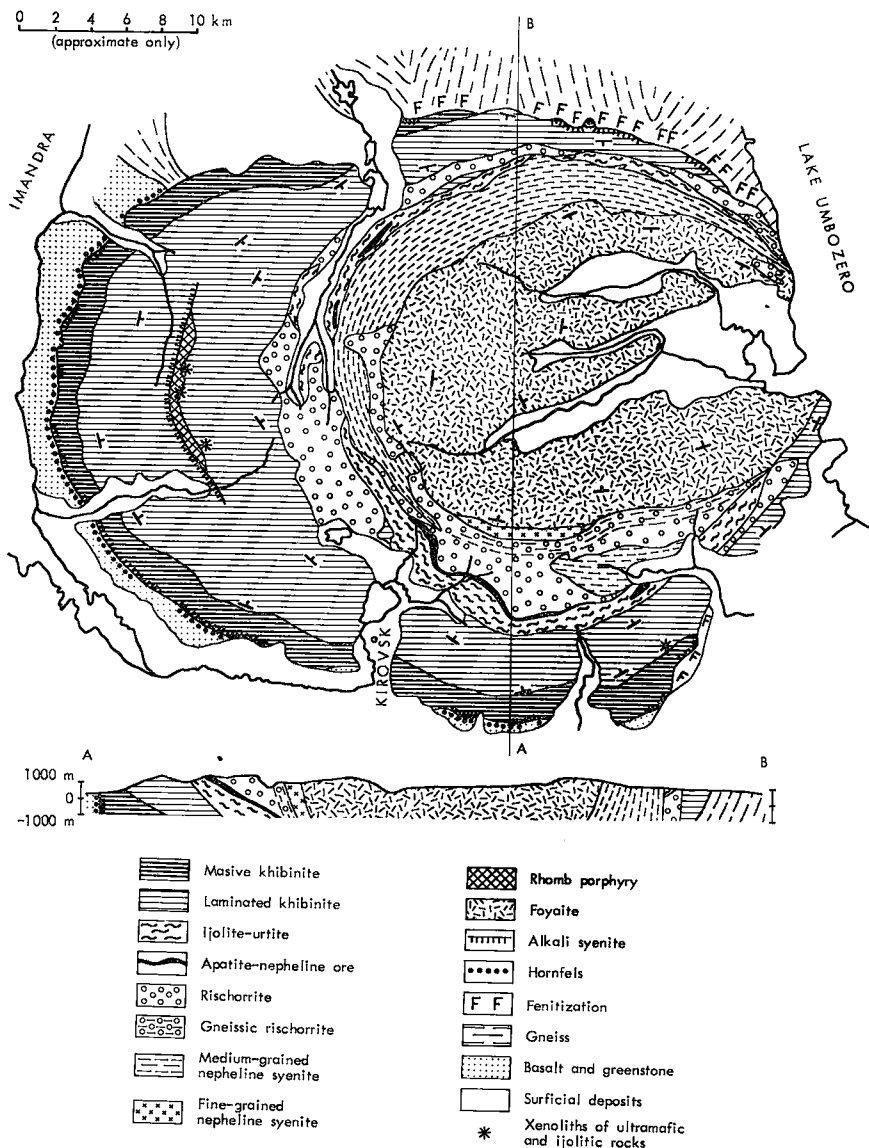 0 2 4 6 8 10 km
(approximate only)
B
IMANDRA
LAKE UMBOZERO
F F F F F F F F F FF
F
F
FF
F
F
F
KIROVSK
A
A
B
1000 m
0
-1000 m
Masive khibinite
Laminated khibinite
Ijolite-urtite
Apatite-nepheline ore
Rischorrite
Gneissic rischorrite
Medium-grained
nepheline syenite
Fine-grained
nepheline syenite
Rhomb porphyry
Foyaite
Alkali syenite
Hornfels
F F Fenitization
Gneiss
Basalt and greenstone
Surficial deposits
Xenoliths of ultramafic
and ijolitic rocks